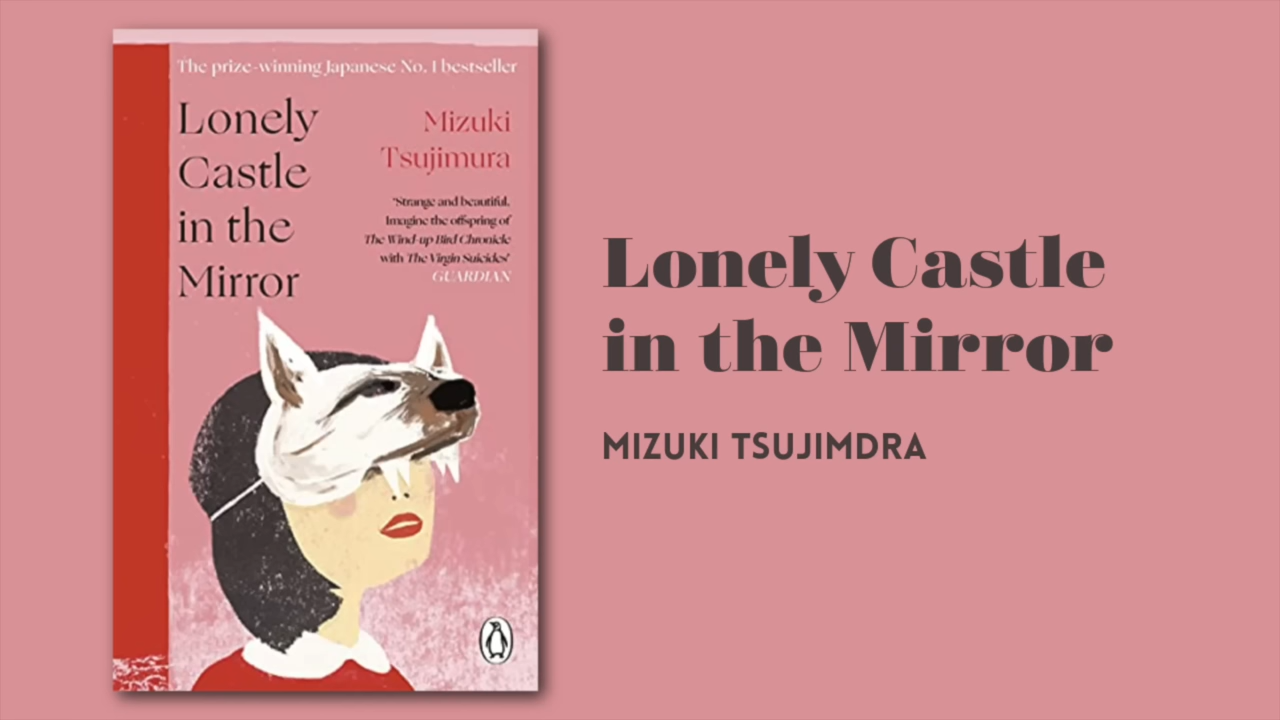 The prize-winning Japanese No. 1 bestseller
Lonely
Castle
in the
Mirror
Mizuki
Tsujimura
'Strange and beautiful.
Imagine the offspring of
The Wind-up Bird Chronicle
with The Virgin Suicides'
GUARDIAN
Lonely Castle
in the Mirror
MIZUKI TSUJIMDRA